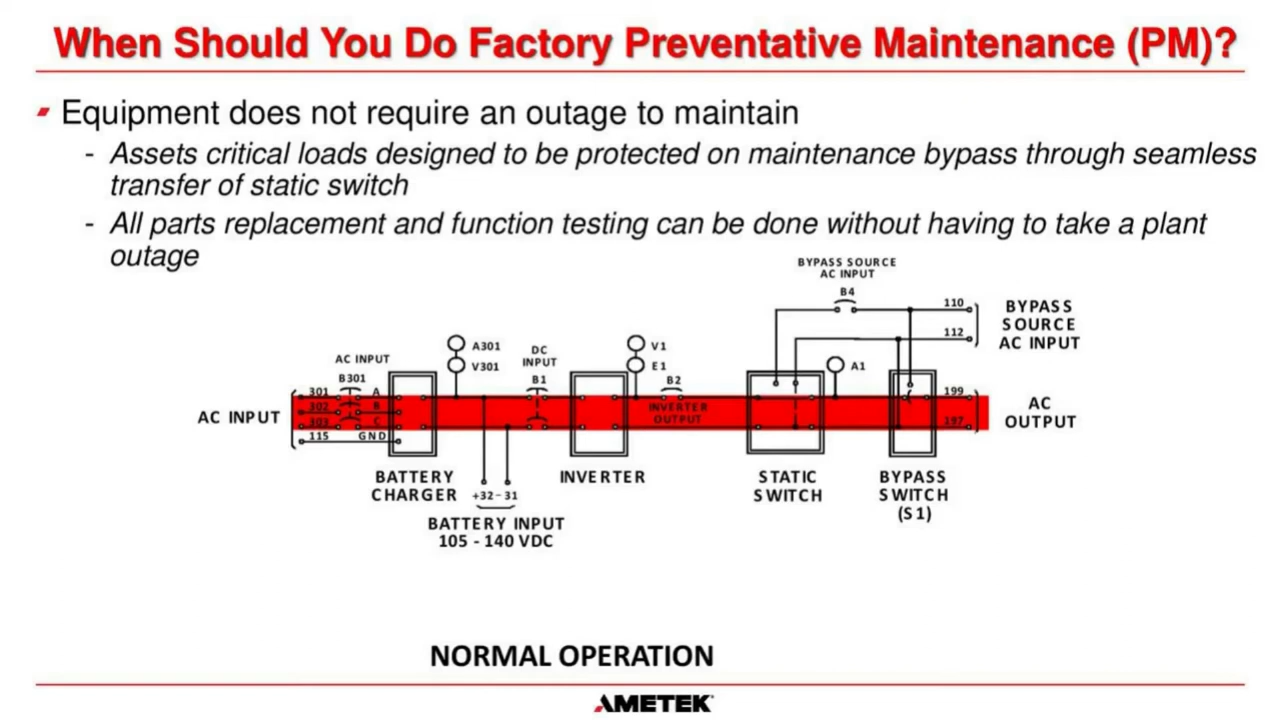 When Should You Do Factory Preventative Maintenance (PM)?
Equipment does not require an outage to maintain
- Assets critical loads designed to be protected on maintenance bypass through seamless
transfer of static switch
- All parts replacement and function testing can be done without having to take a plant
outage
BYPASS SOURCE
AC INPUT
B4
110
112
BYPASS
SOURCE
AC INPUT
A301
V301
AC INPUT
B301
DC
INPUT
B1
V1
E1
B2
A1
301 A
302 B
303 C
115 GND
AC INPUT
INVERTER
OUTPUT
199
197
AC
OUTPUT
BATTERY
CHARGER
+32 - 31
BATTERY INPUT
105 - 140 VDC
INVERTER
STATIC
SWITCH
BYPASS
SWITCH
(S1)
NORMAL OPERATION
AMETEK